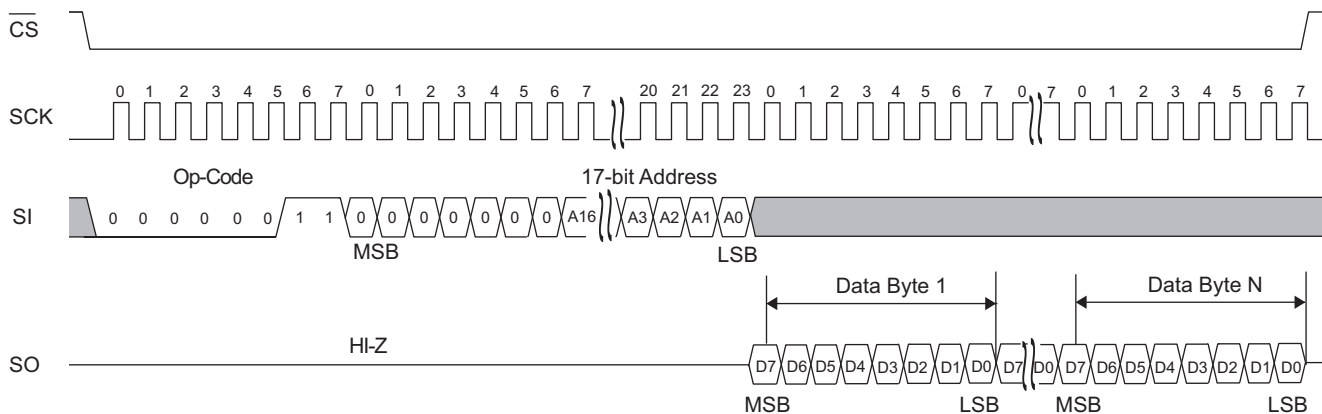 CS
0 1 2 3 4 5 6 7 0 1 2 3 4 5 6 7 20 21 22 23 0 1 2 3 4 5 6 7 0 7 0 1 2 3 4 5 6 7
SCK
Op-Code 17-bit Address
SI 0 0 0 0 0 0 1 1 0 0 0 0 0 0 0 A16 A3 A2 A1 A0
MSB LSB
Data Byte 1 Data Byte N
HI-Z
SO D7 D6 D5 D4 D3 D2 D1 D0 D7 D0 D7 D6 D5 D4 D3 D2 D1 D0
MSB LSB MSB LSB